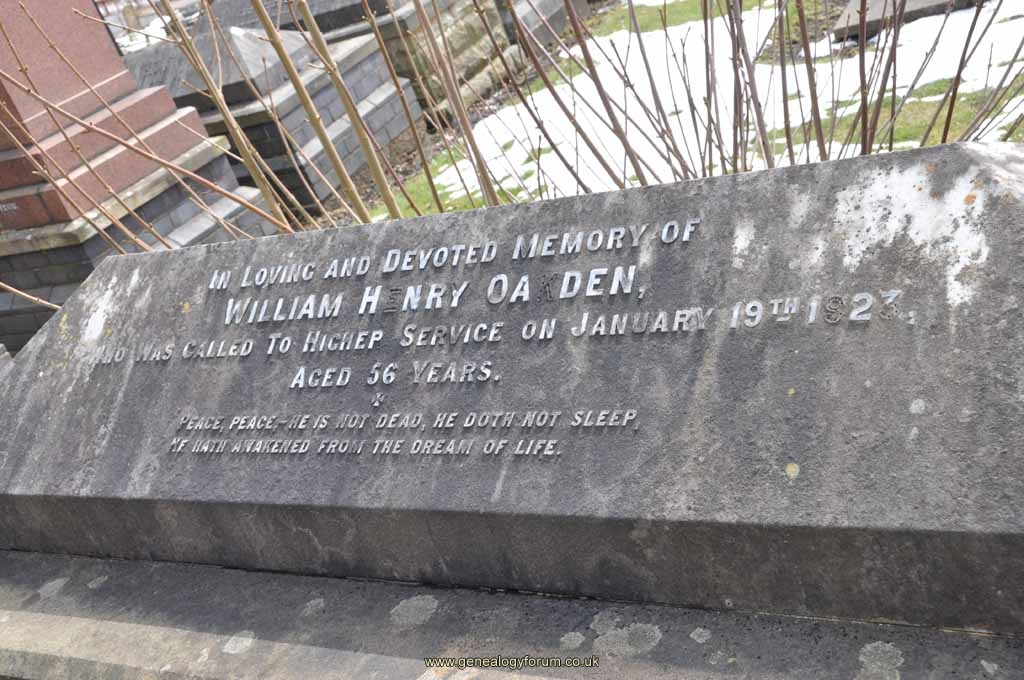 In Loving and Devoted Memory of
William Henry Oakden,
Who was called To Higher Service on January 19th 1923.
Aged 56 Years.
Peace, peace,- he is not dead, he doth not sleep,
He hath awakened from the dream of life.
www.genealogyforum.co.uk